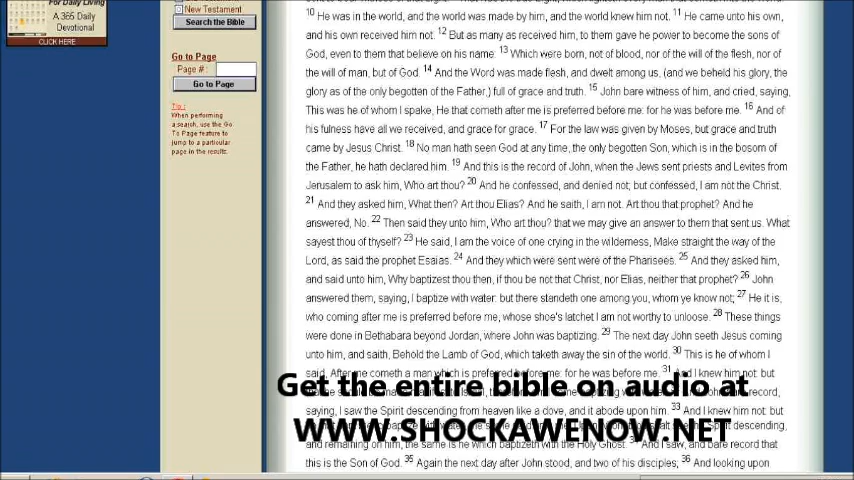 For Daily Living
A 365 Daily
Devotional
CLICK HERE
New Testament
Search the Bible
Go to Page
Page # :
Go to Page
Tip :
When performing
a search, use the Go
To Page feature to
jump to a particular
page in the results.
10 He was in the world, and the world was made by him, and the world knew him not. 11 He came unto his own,
and his own received him not. 12 But as many as received him, to them gave he power to become the sons of
God, even to them that believe on his name: 13 Which were born, not of blood, nor of the will of the flesh, nor of
the will of man, but of God. 14 And the Word was made flesh, and dwelt among us, (and we beheld his glory, the
glory as of the only begotten of the Father,) full of grace and truth. 15 John bare witness of him, and cried, saying,
This was he of whom I spake, He that cometh after me is preferred before me: for he was before me. 16 And of
his fulness have all we received, and grace for grace. 17 For the law was given by Moses, but grace and truth
came by Jesus Christ. 18 No man hath seen God at any time, the only begotten Son, which is in the bosom of
the Father, he hath declared him. 19 And this is the record of John, when the Jews sent priests and Levites from
Jerusalem to ask him, Who art thou? 20 And he confessed, and denied not; but confessed, I am not the Christ.
21 And they asked him, What then? Art thou Elias? And he saith, I am not. Art thou that prophet? And he
answered, No. 22 Then said they unto him, Who art thou? that we may give an answer to them that sent us. What
sayest thou of thyself? 23 He said, I am the voice of one crying in the wilderness, Make straight the way of the
Lord, as said the prophet Esaias. 24 And they which were sent were of the Pharisees. 25 And they asked him,
and said unto him, Why baptizest thou then, if thou be not that Christ, nor Elias, neither that prophet? 26 John
answered them, saying, I baptize with water: but there standeth one among you, whom ye know not; 27 He it is,
who coming after me is preferred before me, whose shoe's latchet I am not worthy to unloose. 28 These things
were done in Bethabara beyond Jordan, where John was baptizing. 29 The next day John seeth Jesus coming
unto him, and saith, Behold the Lamb of God, which taketh away the sin of the world. 30 This is he of whom I
said, After me cometh a man which is preferred before me: for he was before me. 31 And I knew him not: but
Get the entire bible on audio at
record,
saying, I saw the Spirit descending from heaven like a dove, and it abode upon him. 33 And I knew him not: but
WWW.SHOCKAWENOW.NET
Spirit descending,
and remaining on him, the same is he which baptizeth with the Holy Ghost. And I saw, and bare record that
this is the Son of God. 35 Again the next day after John stood, and two of his disciples; 36 And looking upon